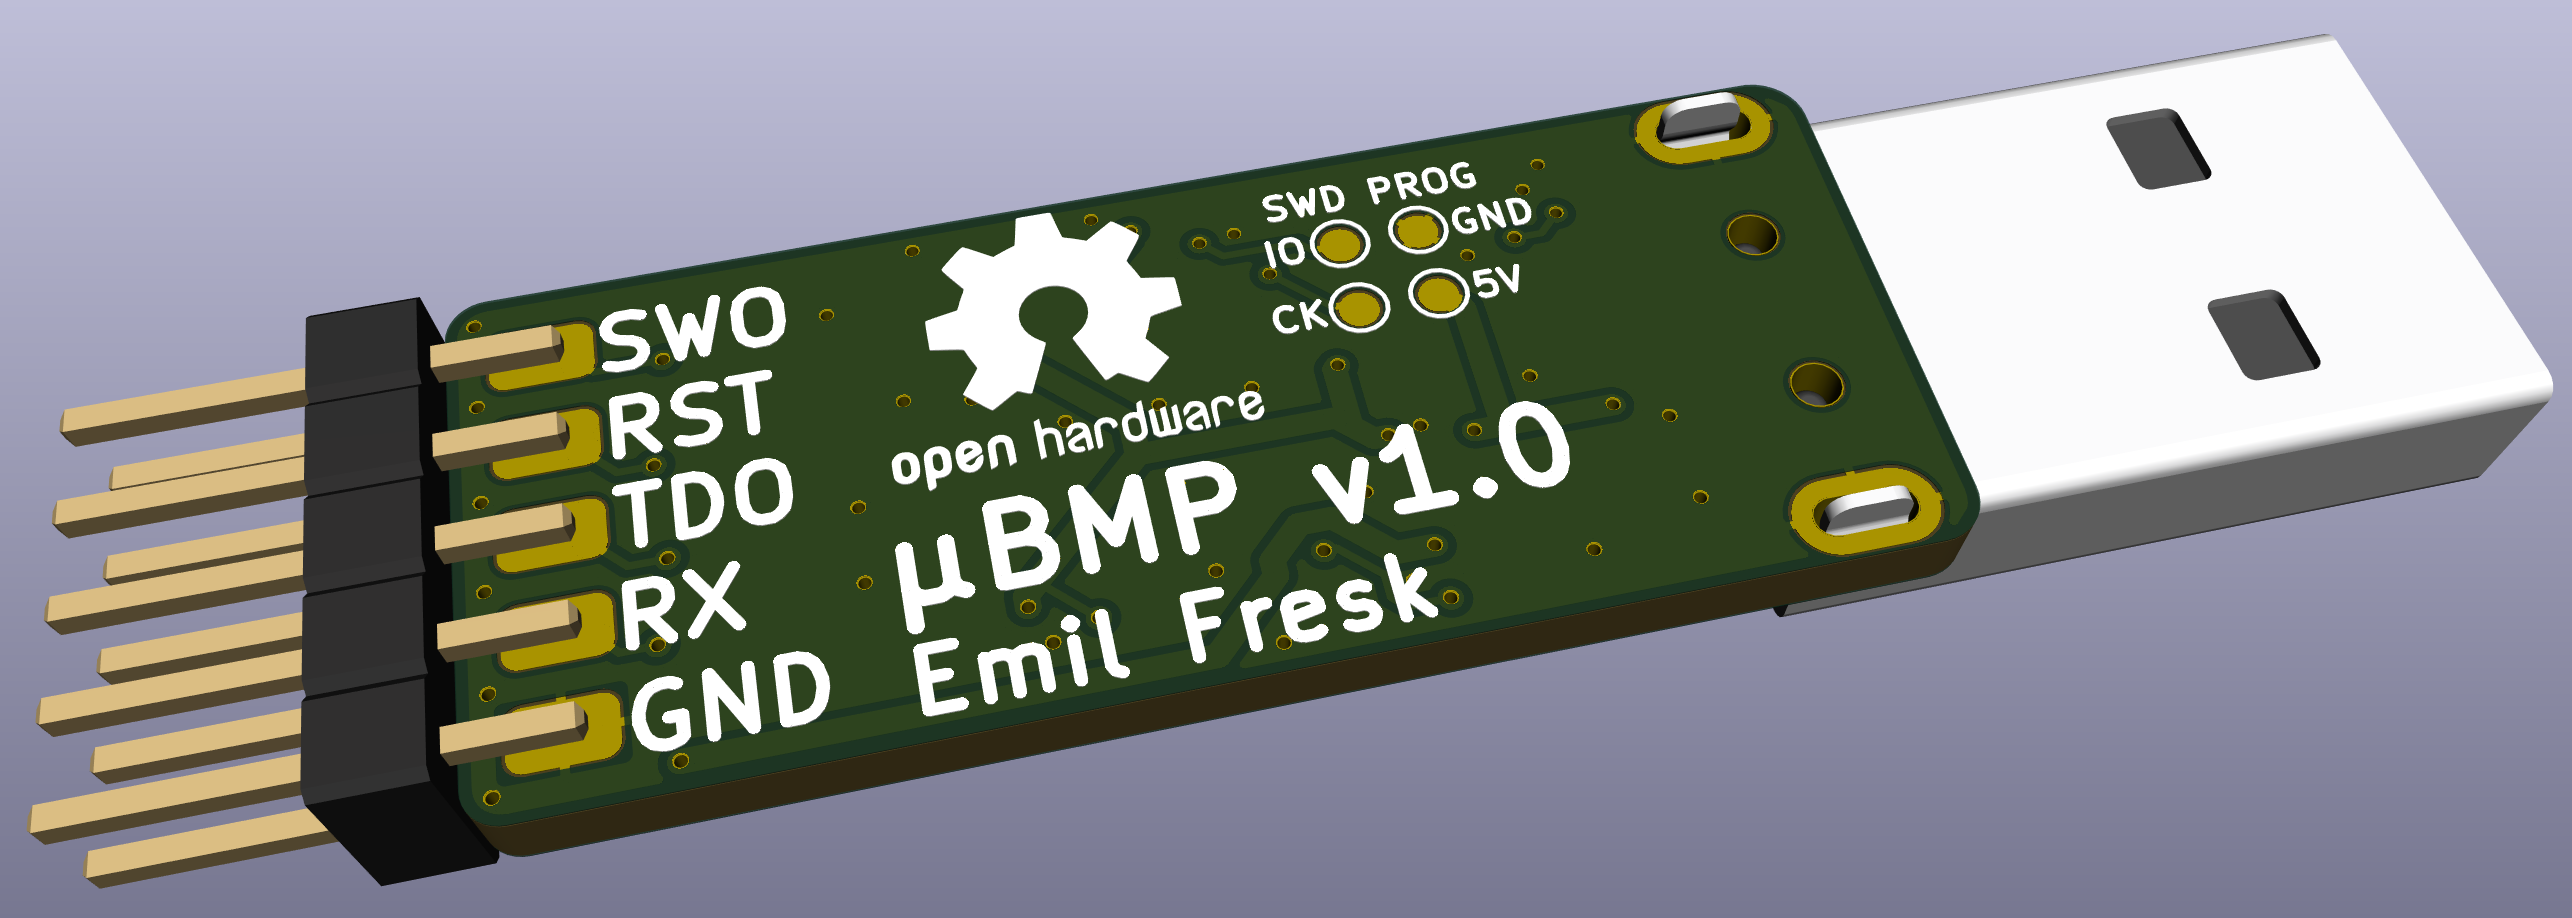 SWO
RST
TDO
RX
GND
open hardware
µBMP v1.0
Emil Fresk
SWD PROG
IO GND
CK 5V